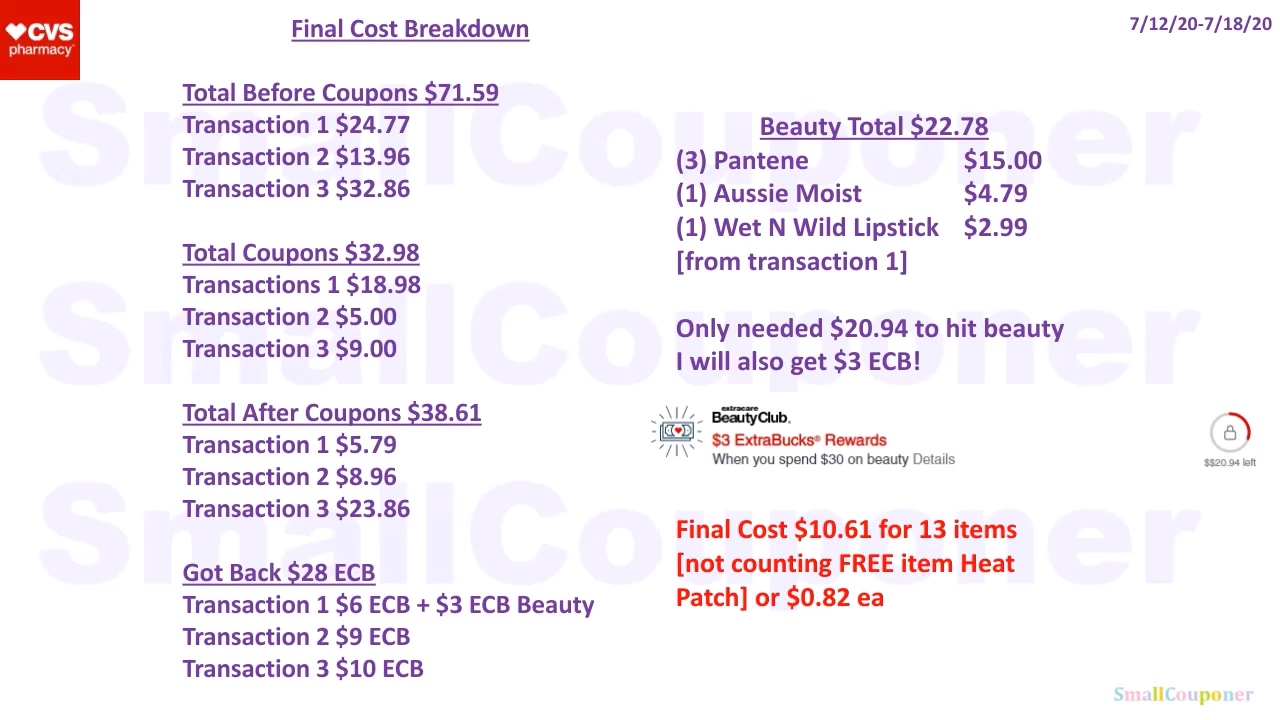 CVS
pharmacy
Final Cost Breakdown
7/12/20-7/18/20
Total Before Coupons $71.59
Transaction 1 $24.77
Transaction 2 $13.96
Transaction 3 $32.86
Total Coupons $32.98
Transactions 1 $18.98
Transaction 2 $5.00
Transaction 3 $9.00
Total After Coupons $38.61
Transaction 1 $5.79
Transaction 2 $8.96
Transaction 3 $23.86
Got Back $28 ECB
Transaction 1 $6 ECB + $3 ECB Beauty
Transaction 2 $9 ECB
Transaction 3 $10 ECB
Beauty Total $22.78
(3) Pantene $15.00
(1) Aussie Moist $4.79
(1) Wet N Wild Lipstick $2.99
[from transaction 1]
Only needed $20.94 to hit beauty
I will also get $3 ECB!
extracare
BeautyClub.
$3 ExtraBucks® Rewards
When you spend $30 on beauty Details
$$20.94 left
Final Cost $10.61 for 13 items
[not counting FREE item Heat
Patch] or $0.82 ea
SmallCouponer
SmallCouponer
SmallCouponer
SmallCouponer